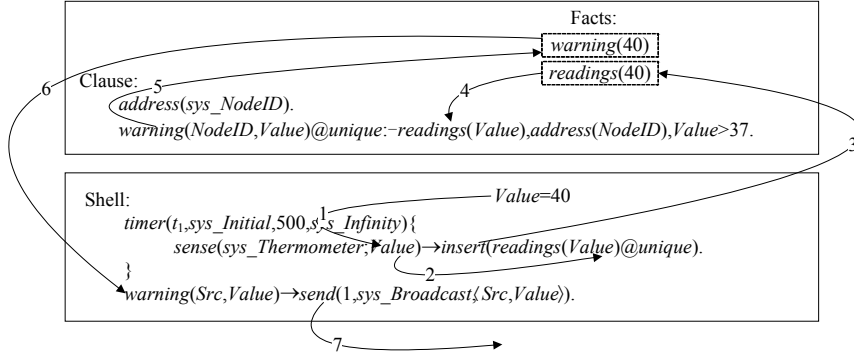 Facts:
warning(40)
6
5
readings(40)
4
Clause:
address(sys_NodeID).
warning(NodeID,Value)@unique:−readings(Value),address(NodeID),Value>37.
3
Shell:
1
Value=40
timer(t₁,sys_Initial,500,sys_Infinity){
sense(sys_Thermometer,Value)→insert(readings(Value)@unique).
2
}
warning(Src,Value)→send(1,sys_Broadcast,⟨Src,Value⟩).
7